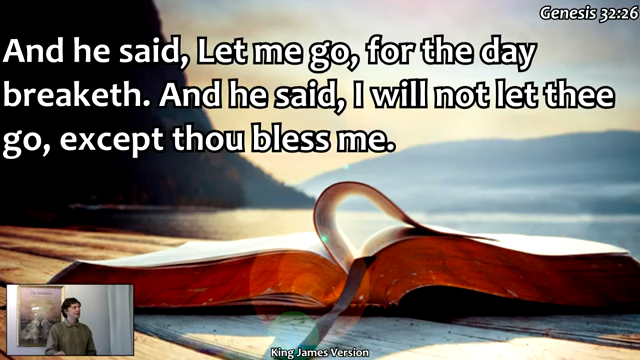 Genesis 32:26
And he said, Let me go, for the day
breaketh. And he said, I will not let thee
go, except thou bless me.
King James Version